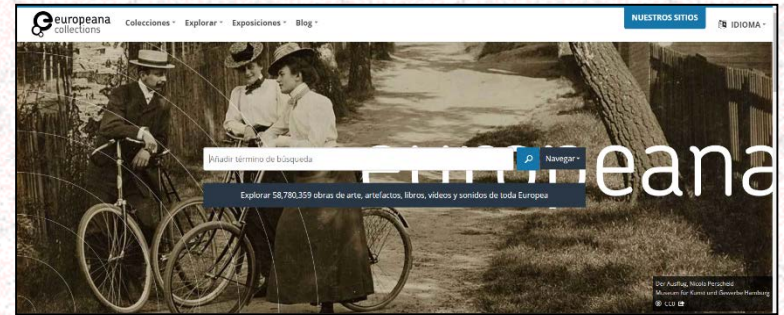 europeana
collections
Colecciones
Explorar
Exposiciones
Blog
NUESTROS SITIOS
IDIOMA
europeana
Añadir término de búsqueda
Navegar
Explorar 58,780,359 obras de arte, artefactos, libros, vídeos y sonidos de toda Europea
Der Ausflug, Nicola Perscheid
Museum für Kunst und Gewerbe Hamburg
CC0